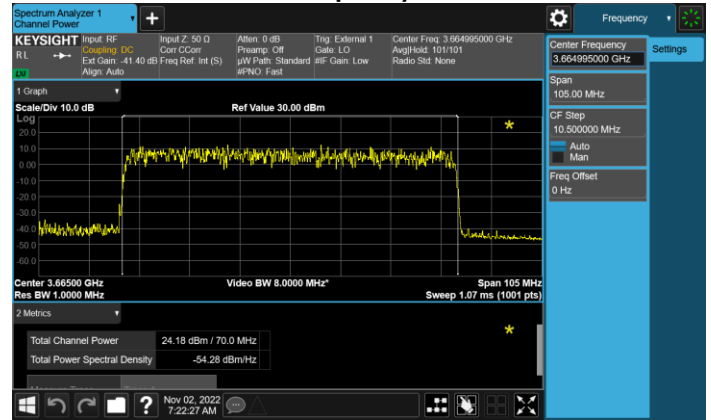 Spectrum Analyzer 1
Channel Power
+
Frequency
KEYSIGHT
R L
LXI
Input: RF
Coupling: DC
Ext Gain: -41.40 dB
Align: Auto
Input Z: 50 Ω
Corr CCorr
Freq Ref: Int (S)
Atten: 0 dB
Preamp: Off
µW Path: Standard
#PNO: Fast
Trig: External 1
Gate: LO
#IF Gain: Low
Center Freq: 3.664995000 GHz
Avg|Hold: 101/101
Radio Std: None
Center Frequency
3.664995000 GHz
Settings
Span
105.00 MHz
CF Step
10.500000 MHz
Auto
Man
Freq Offset
0 Hz
1 Graph
Scale/Div 10.0 dB
Ref Value 30.00 dBm
Log
20.0
10.0
0.00
-10.0
-20.0
-30.0
-40.0
-50.0
-60.0
Center 3.66500 GHz
Video BW 8.0000 MHz*
Span 105 MHz
Res BW 1.0000 MHz
Sweep 1.07 ms (1001 pts)
2 Metrics
Total Channel Power 24.18 dBm / 70.0 MHz
Total Power Spectral Density -54.28 dBm/Hz
?
Nov 02, 2022
7:22:27 AM